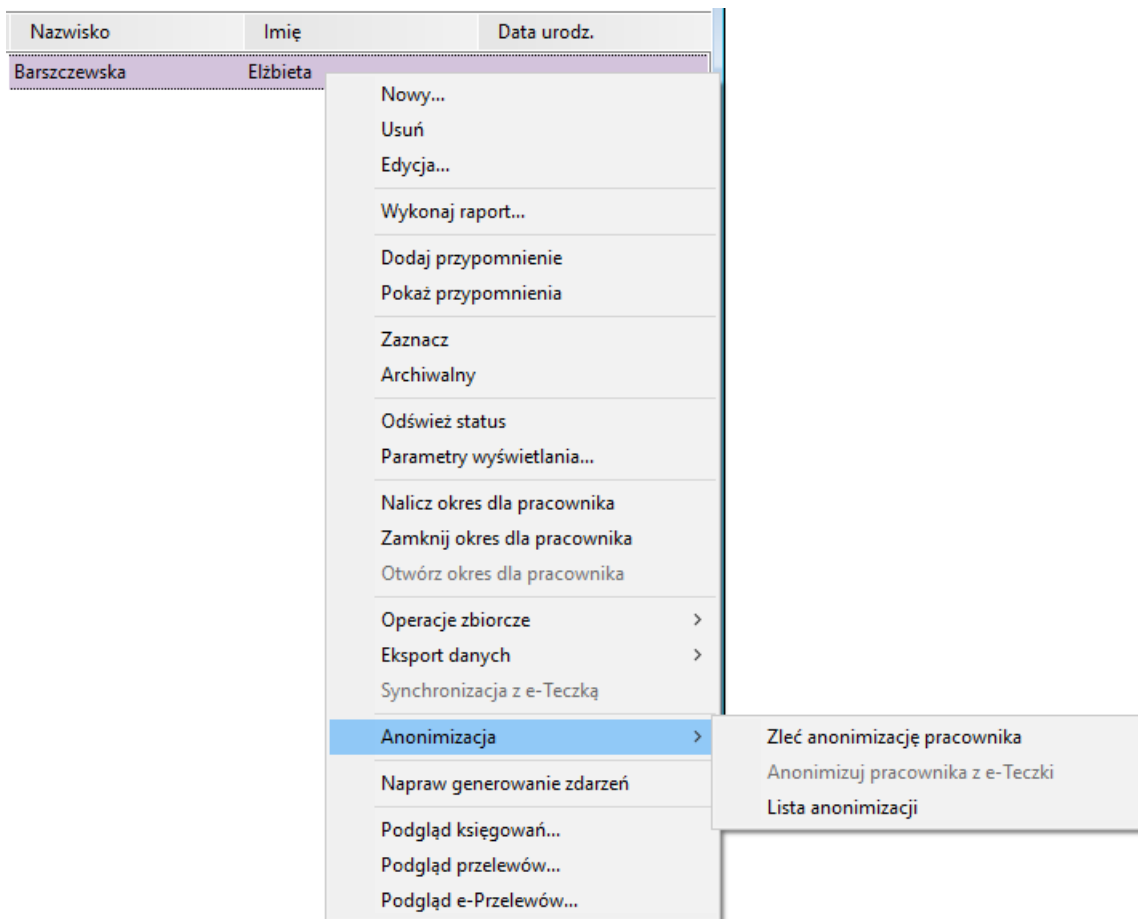 Nazwisko Imię Data urodz.
Barszczewska Elżbieta
Nowy...
Usuń
Edycja...
Wykonaj raport...
Dodaj przypomnienie
Pokaż przypomnienia
Zaznacz
Archiwalny
Odśwież status
Parametry wyświetlania...
Nalicz okres dla pracownika
Zamknij okres dla pracownika
Otwórz okres dla pracownika
Operacje zbiorcze
Eksport danych
Synchronizacja z e-Teczką
Anonimizacja
Zleć anonimizację pracownika
Anonimizuj pracownika z e-Teczki
Lista anonimizacji
Napraw generowanie zdarzeń
Podgląd księgowań...
Podgląd przelewów...
Podgląd e-Przelewów...